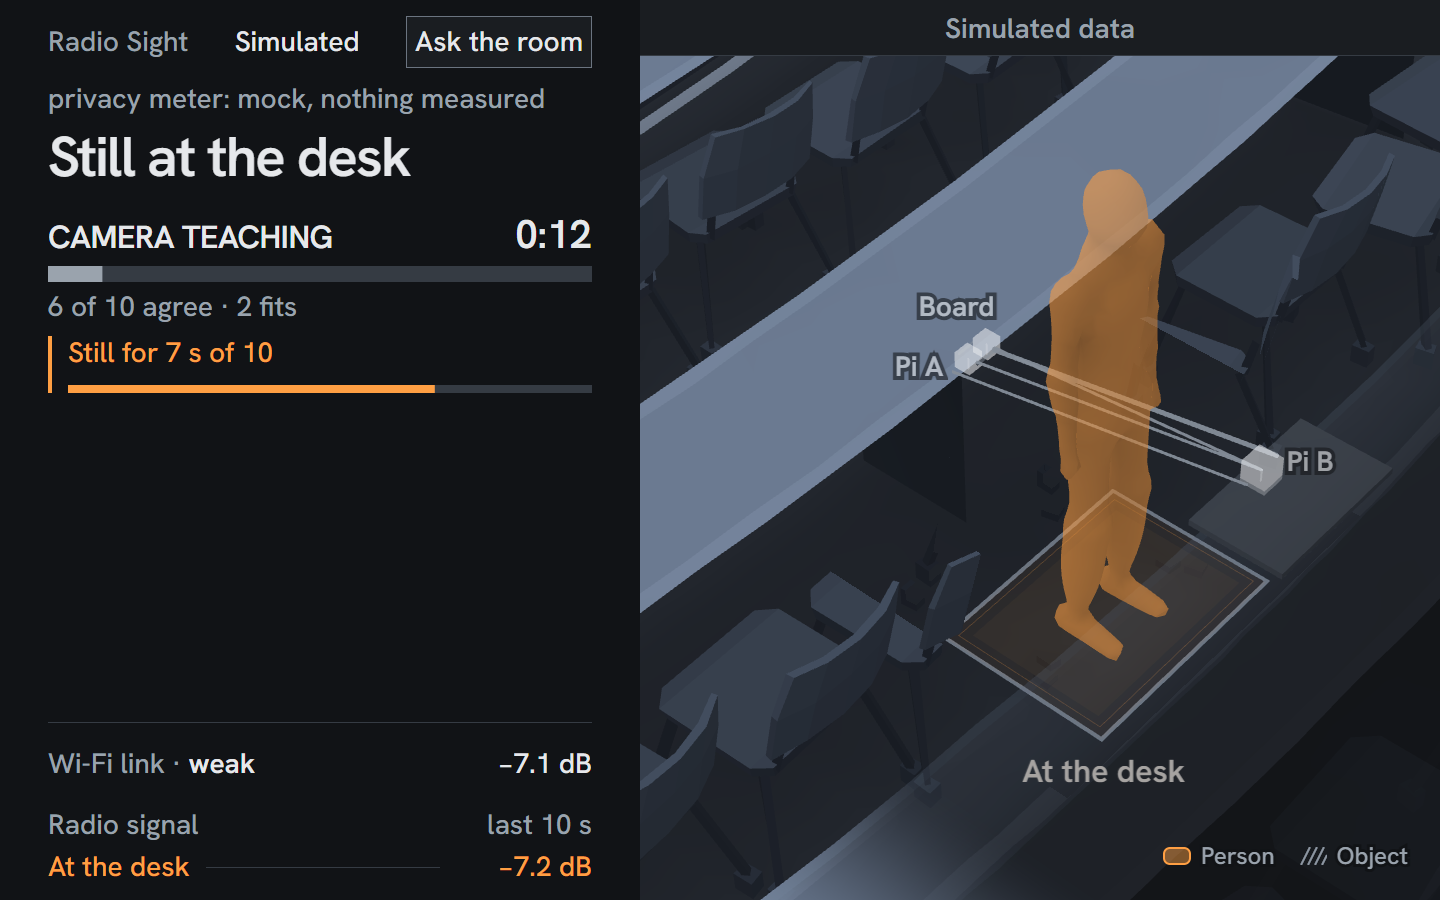 Radio Sight
Simulated
Ask the room
privacy meter: mock, nothing measured
Still at the desk
CAMERA TEACHING
0:12
6 of 10 agree · 2 fits
Still for 7 s of 10
Wi-Fi link · weak
−7.1 dB
Radio signal
last 10 s
At the desk
−7.2 dB
Simulated data
Board
Pi A
Pi B
At the desk
Person
Object